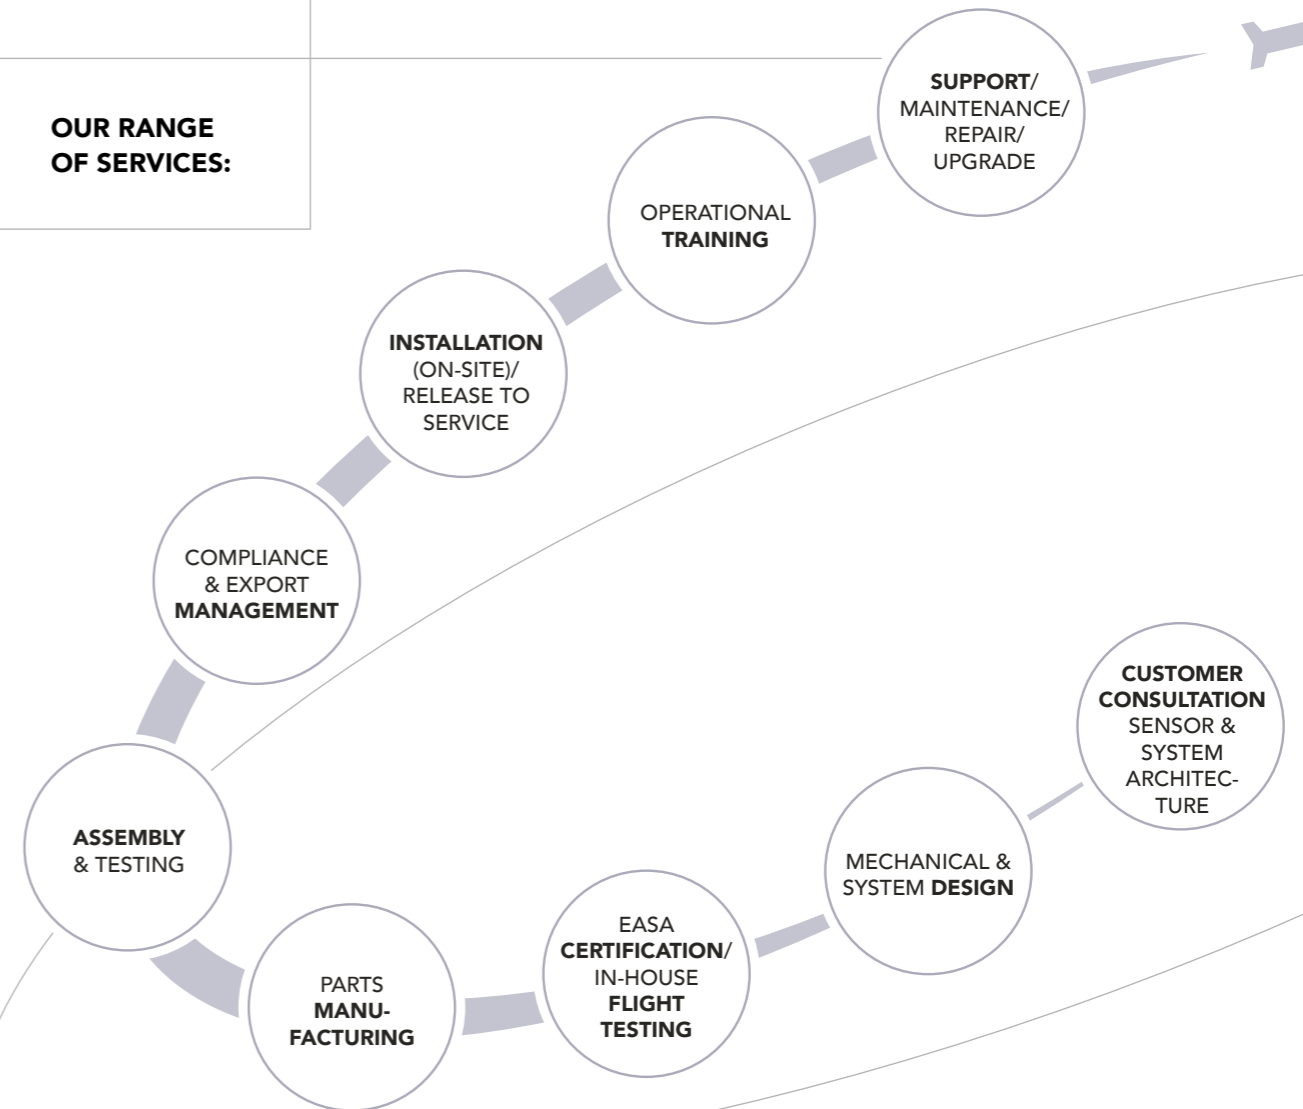 OUR RANGE
OF SERVICES:
SUPPORT/
MAINTENANCE/
REPAIR/
UPGRADE
OPERATIONAL
TRAINING
INSTALLATION
(ON-SITE)/
RELEASE TO
SERVICE
COMPLIANCE
& EXPORT
MANAGEMENT
ASSEMBLY
& TESTING
PARTS
MANU-
FACTURING
EASA
CERTIFICATION/
IN-HOUSE
FLIGHT
TESTING
MECHANICAL &
SYSTEM DESIGN
CUSTOMER
CONSULTATION
SENSOR &
SYSTEM
ARCHITEC-
TURE